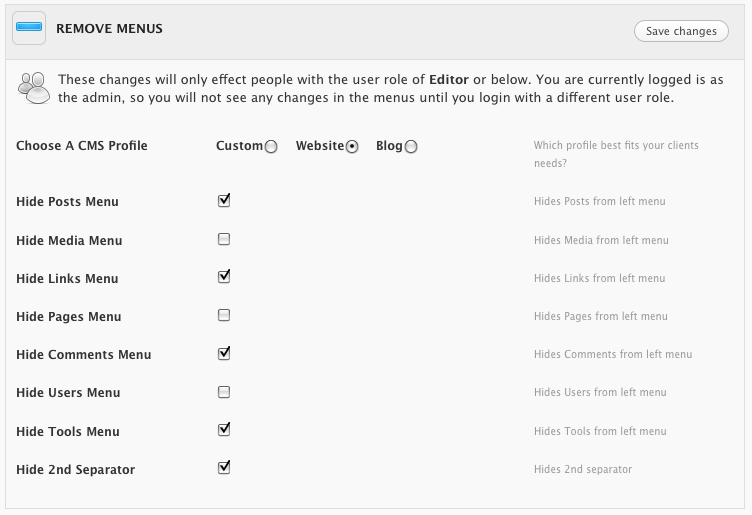 REMOVE MENUS
Save changes
These changes will only effect people with the user role of Editor or below. You are currently logged is as
the admin, so you will not see any changes in the menus until you login with a different user role.
Choose A CMS Profile Custom Website Blog Which profile best fits your clients
needs?
Hide Posts Menu Hides Posts from left menu
Hide Media Menu Hides Media from left menu
Hide Links Menu Hides Links from left menu
Hide Pages Menu Hides Pages from left menu
Hide Comments Menu Hides Comments from left menu
Hide Users Menu Hides Users from left menu
Hide Tools Menu Hides Tools from left menu
Hide 2nd Separator Hides 2nd separator